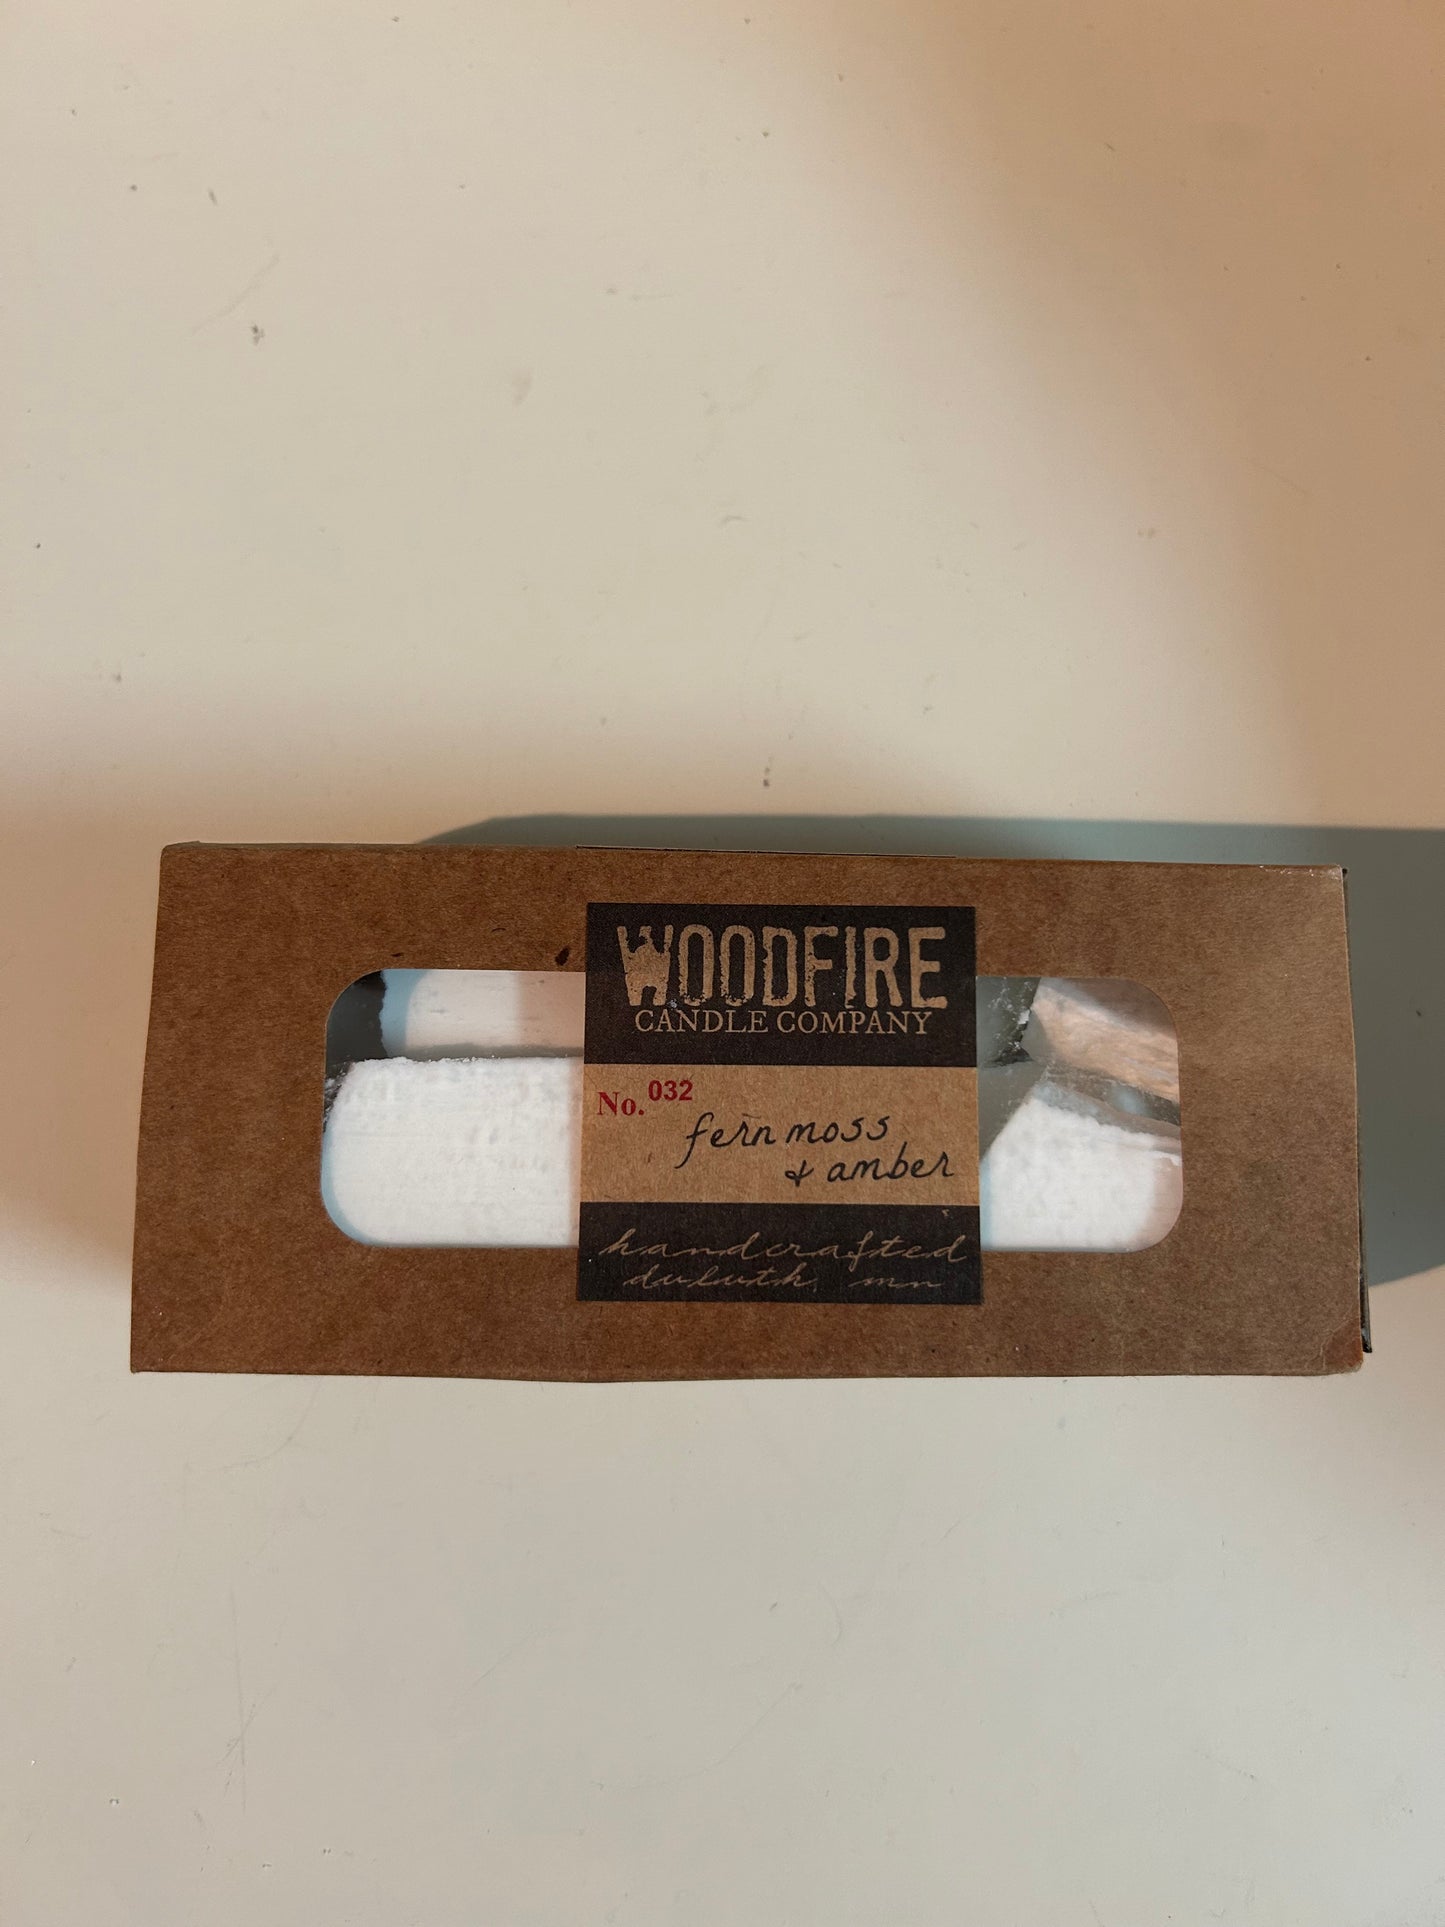 WOODFIRE
CANDLE COMPANY
No. 032
fern moss
& amber
handcrafted
duluth, mn